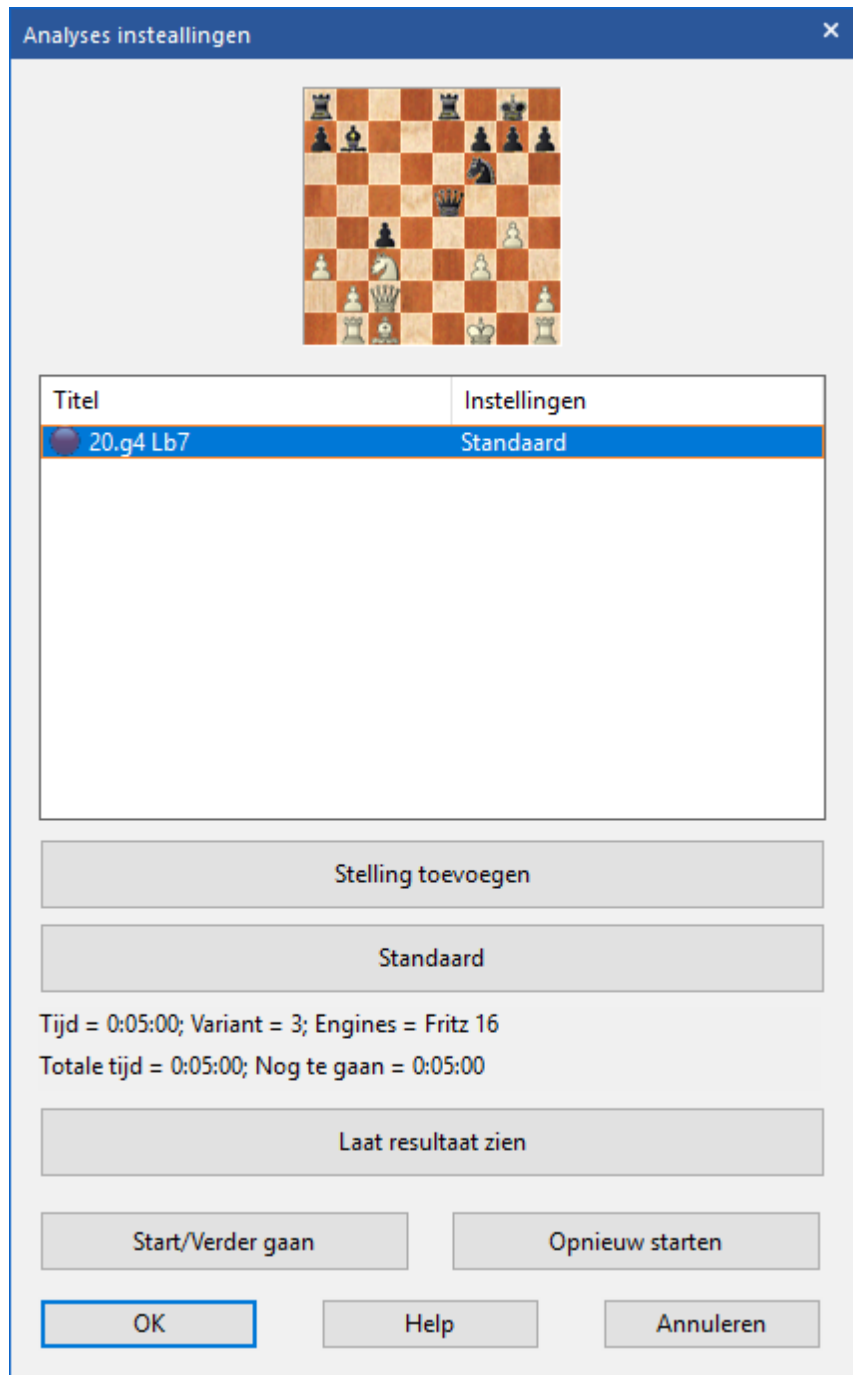 Analyses insteallingen
Titel Instellingen
20.g4 Lb7 Standaard
Stelling toevoegen
Standaard
Tijd = 0:05:00; Variant = 3; Engines = Fritz 16
Totale tijd = 0:05:00; Nog te gaan = 0:05:00
Laat resultaat zien
Start/Verder gaan Opnieuw starten
OK Help Annuleren